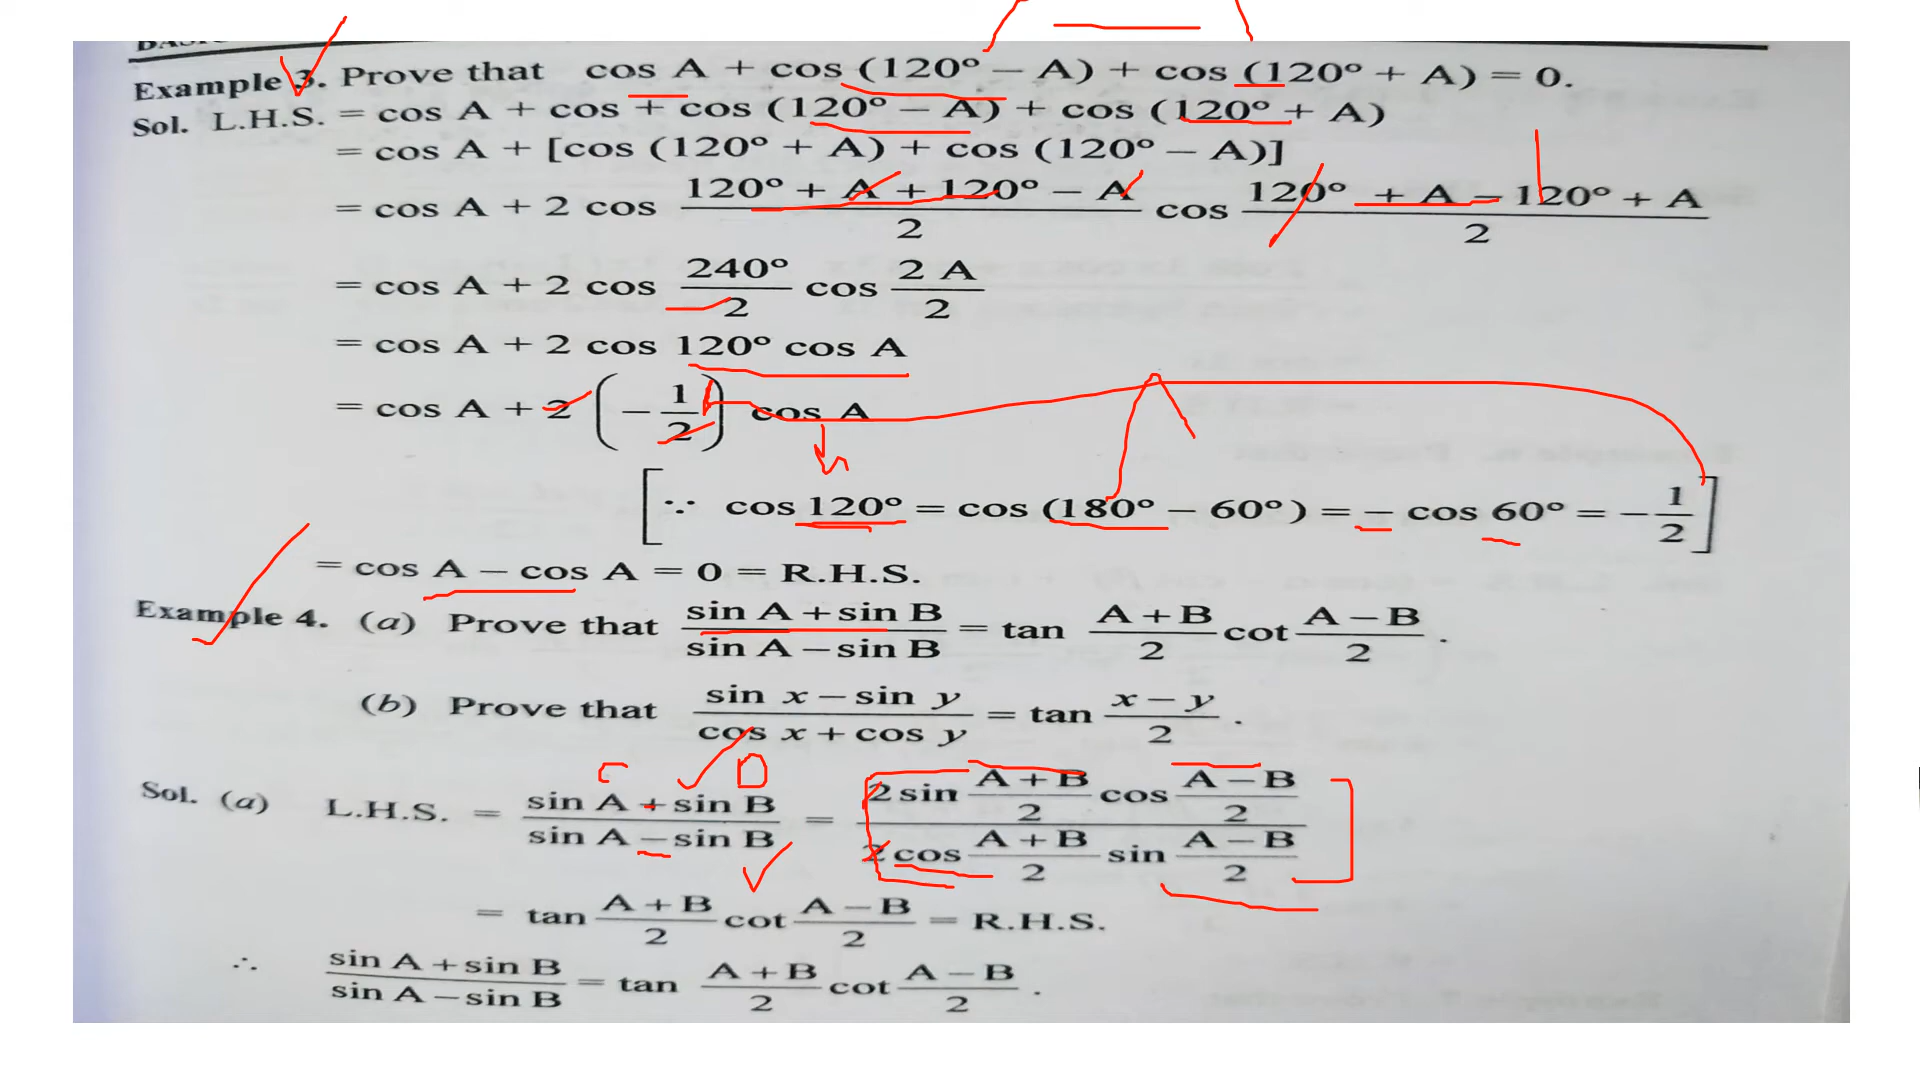 Example 3. Prove that cos A + cos (120° − A) + cos (120° + A) = 0.
Sol. L.H.S. = cos A + cos + cos (120° − A) + cos (120° + A)
= cos A + [cos (120° + A) + cos (120° − A)]
= cos A + 2 cos (120° + A + 120° − A)/2 cos (120° + A − 120° + A)/2
= cos A + 2 cos 240°/2 cos 2 A/2
= cos A + 2 cos 120° cos A
= cos A + 2 (− 1/2) cos A
[∵ cos 120° = cos (180° − 60°) = − cos 60° = − 1/2]
= cos A − cos A = 0 = R.H.S.
Example 4. (a) Prove that (sin A + sin B)/(sin A − sin B) = tan (A + B)/2 cot (A − B)/2 .
(b) Prove that (sin x − sin y)/(cos x + cos y) = tan (x − y)/2 .
C D
Sol. (a) L.H.S. = (sin A + sin B)/(sin A − sin B) = (2 sin (A + B)/2 cos (A − B)/2)/(2 cos (A + B)/2 sin (A − B)/2)
= tan (A + B)/2 cot (A − B)/2 = R.H.S.
∴ (sin A + sin B)/(sin A − sin B) = tan (A + B)/2 cot (A − B)/2 .